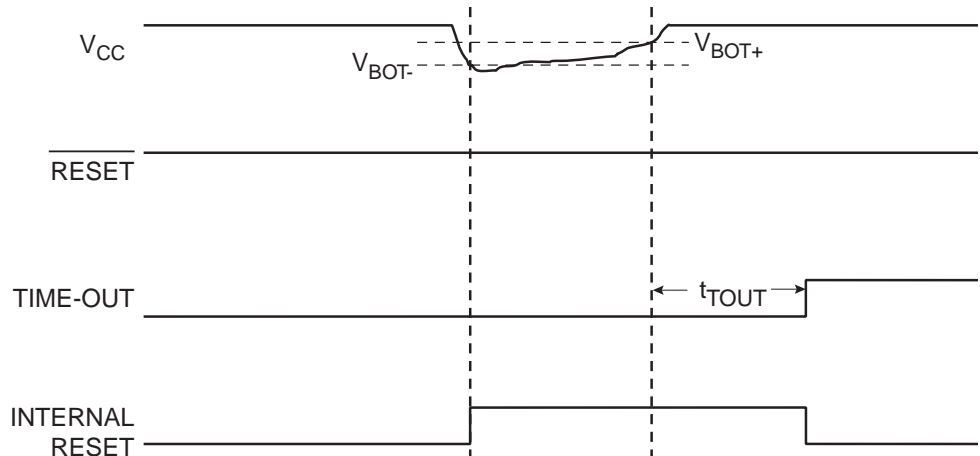 VCC
VBOT-
VBOT+
RESET
TIME-OUT
tTOUT
INTERNAL
RESET